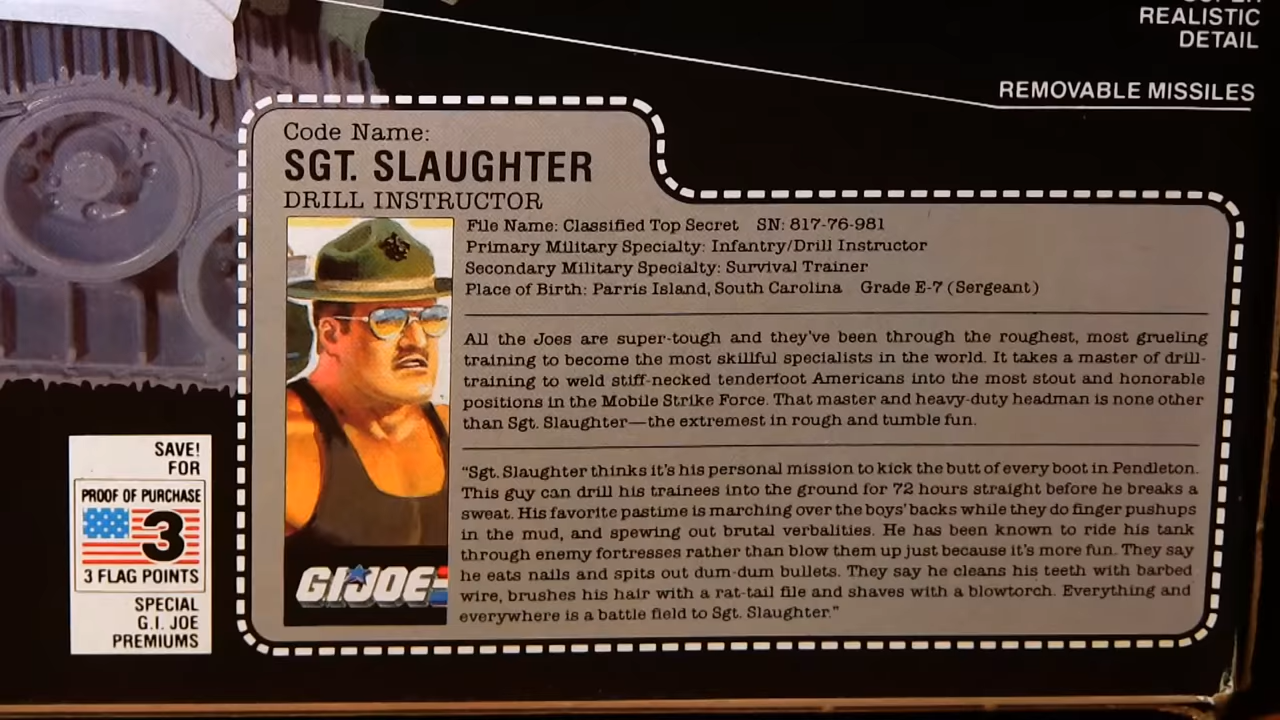 REALISTIC
DETAIL
REMOVABLE MISSILES
Code Name:
SGT. SLAUGHTER
DRILL INSTRUCTOR
File Name: Classified Top Secret SN: 817-76-981
Primary Military Specialty: Infantry/Drill Instructor
Secondary Military Specialty: Survival Trainer
Place of Birth: Parris Island, South Carolina Grade E-7 (Sergeant)
All the Joes are super-tough and they've been through the roughest, most grueling
training to become the most skillful specialists in the world. It takes a master of drill-
training to weld stiff-necked tenderfoot Americans into the most stout and honorable
positions in the Mobile Strike Force. That master and heavy-duty headman is none other
than Sgt. Slaughter—the extremest in rough and tumble fun.
"Sgt. Slaughter thinks it's his personal mission to kick the butt of every boot in Pendleton.
This guy can drill his trainees into the ground for 72 hours straight before he breaks a
sweat. His favorite pastime is marching over the boys' backs while they do finger pushups
in the mud, and spewing out brutal verbalities. He has been known to ride his tank
through enemy fortresses rather than blow them up just because it's more fun. They say
he eats nails and spits out dum-dum bullets. They say he cleans his teeth with barbed
wire, brushes his hair with a rat-tail file and shaves with a blowtorch. Everything and
everywhere is a battle field to Sgt. Slaughter."
G.I. JOE
SAVE!
FOR
PROOF OF PURCHASE
3
3 FLAG POINTS
SPECIAL
G.I. JOE
PREMIUMS